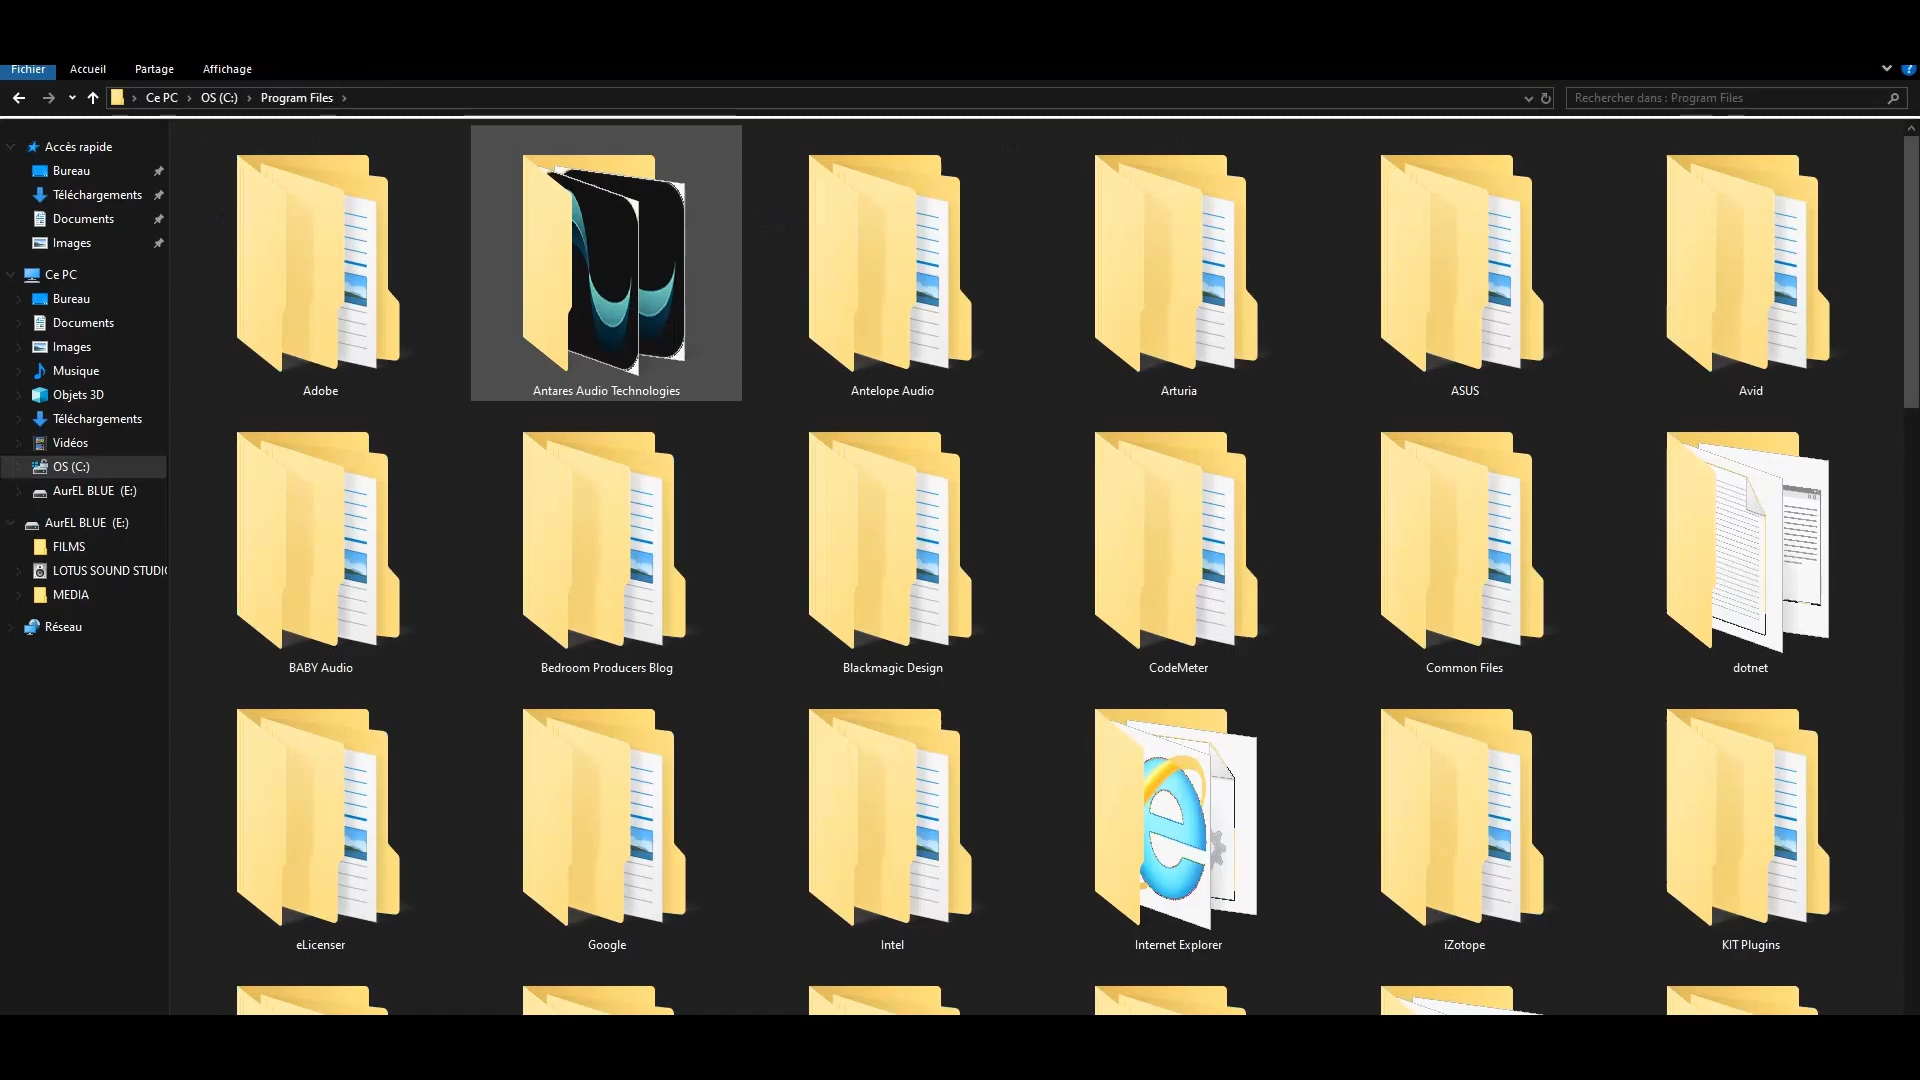 Fichier Accueil Partage Affichage
Ce PC OS (C:) Program Files
Rechercher dans : Program Files
Accès rapide
Bureau
Téléchargements
Documents
Images
Ce PC
Bureau
Documents
Images
Musique
Objets 3D
Téléchargements
Vidéos
OS (C:)
AurEL BLUE (E:)
AurEL BLUE (E:)
FILMS
LOTUS SOUND STUDI
MEDIA
Réseau
Adobe Antares Audio Technologies Antelope Audio Arturia ASUS Avid
BABY Audio Bedroom Producers Blog Blackmagic Design CodeMeter Common Files dotnet
eLicenser Google Intel Internet Explorer iZotope KIT Plugins